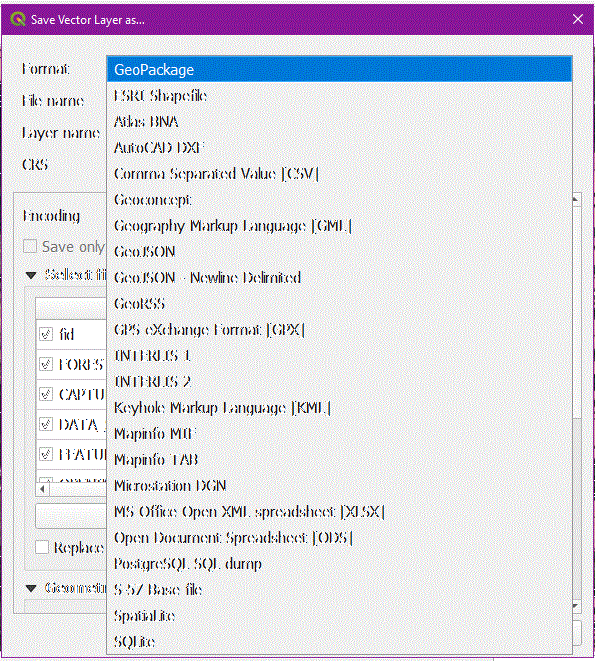 Save Vector Layer as...
Format
GeoPackage
File name
ESRI Shapefile
Layer name
Atlas BNA
CRS
AutoCAD DXF
Comma Separated Value [CSV]
Geoconcept
Encoding
Geography Markup Language [GML]
Save only
GeoJSON
Select fi
GeoJSON - Newline Delimited
GeoRSS
fid
GPS eXchange Format [GPX]
INTERLIS 1
FORES
INTERLIS 2
CAPTU
Keyhole Markup Language [KML]
DATA_
Mapinfo MIF
FEATU
Mapinfo TAB
Microstation DGN
MS Office Open XML spreadsheet [XLSX]
Open Document Spreadsheet [ODS]
Replace
PostgreSQL SQL dump
Geometr
S-57 Base file
SpatiaLite
SQLite